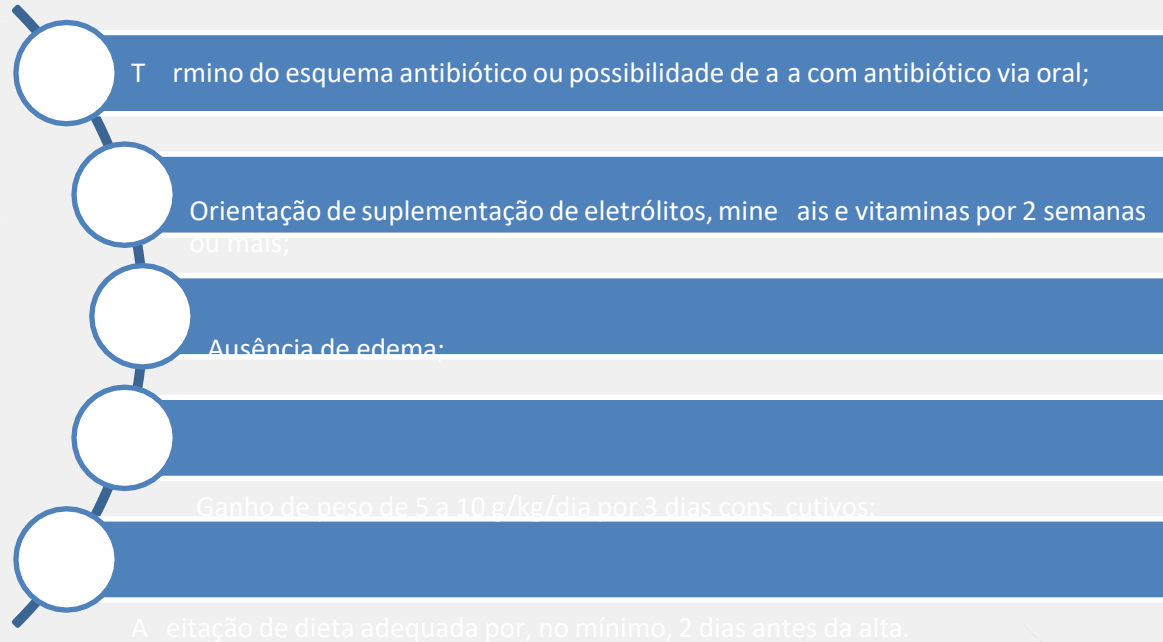 T rmino do esquema antibiótico ou possibilidade de a a com antibiótico via oral;
Orientação de suplementação de eletrólitos, mine ais e vitaminas por 2 semanas
ou mais;
Ausência de edema;
Ganho de peso de 5 a 10 g/kg/dia por 3 dias cons cutivos;
A eitação de dieta adequada por, no mínimo, 2 dias antes da alta.